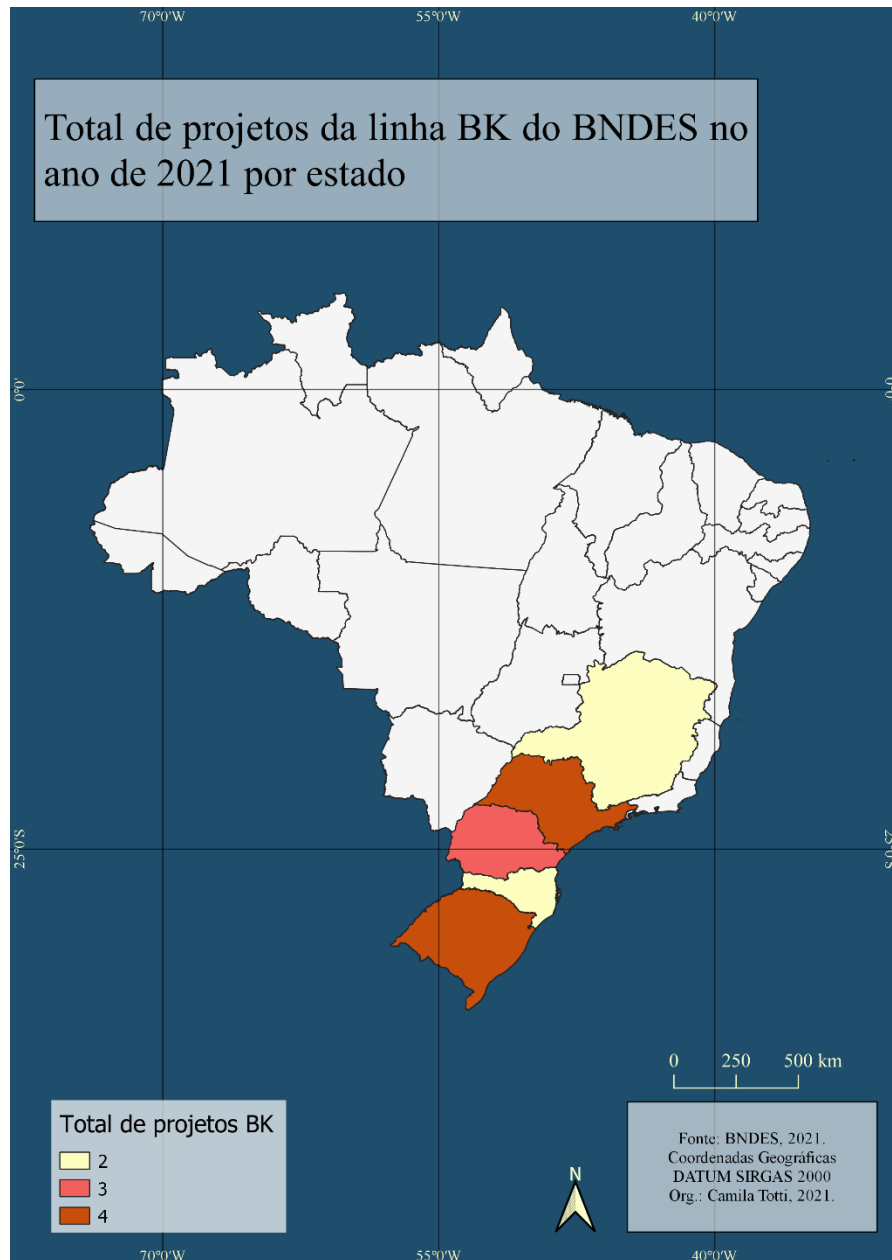 70°0'W 55°0'W 40°0'W
Total de projetos da linha BK do BNDES no
ano de 2021 por estado
0°0'
0°0'
25°0'S
25°0'S
0 250 500 km
Total de projetos BK
2
3
4
N
Fonte: BNDES, 2021.
Coordenadas Geográficas
DATUM SIRGAS 2000
Org.: Camila Totti, 2021.
70°0'W 55°0'W 40°0'W